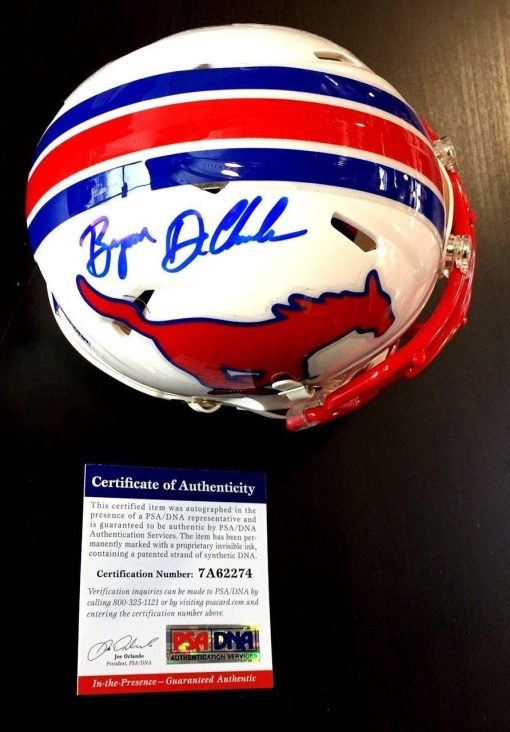 Bryson DeChambeau
Certificate of Authenticity
This certified item was autographed in the
presence of a PSA/DNA representative and
is guaranteed to be authentic by PSA/DNA
Authentication Services. The item has been
permanently marked with a proprietary invisible ink,
containing a patented strand of synthetic DNA.
Certification Number: 7A62274
Verification inquiries can be made to PSA/DNA by
calling 800-325-1121 or by visiting psacard.com and
entering the certification number above.
Joe Orlando
President, PSA/DNA
PSA DNA
AUTHENTICATION SERVICES
In-the-Presence – Guaranteed Authentic